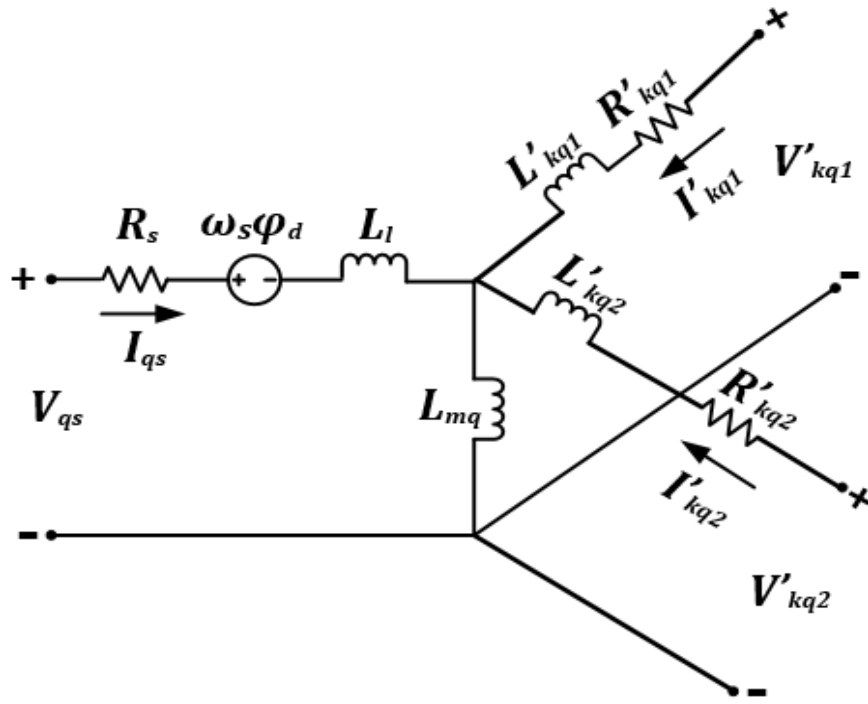 +
R'kq1
L'kq1
I'kq1
V'kq1
Rs
ωsφd
Ll
+
+ -
Iqs
L'kq2
-
Vqs
Lmq
R'kq2
I'kq2
+
-
V'kq2
-